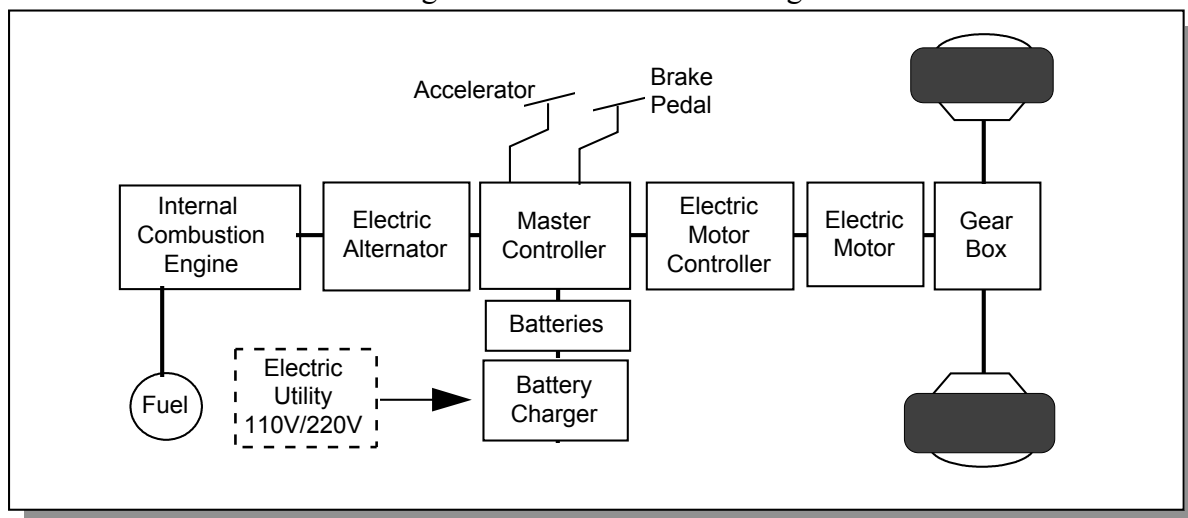 Accelerator
Brake
Pedal
Internal
Combustion
Engine
Electric
Alternator
Master
Controller
Electric
Motor
Controller
Electric
Motor
Gear
Box
Batteries
Electric
Utility
110V/220V
Fuel
Battery
Charger